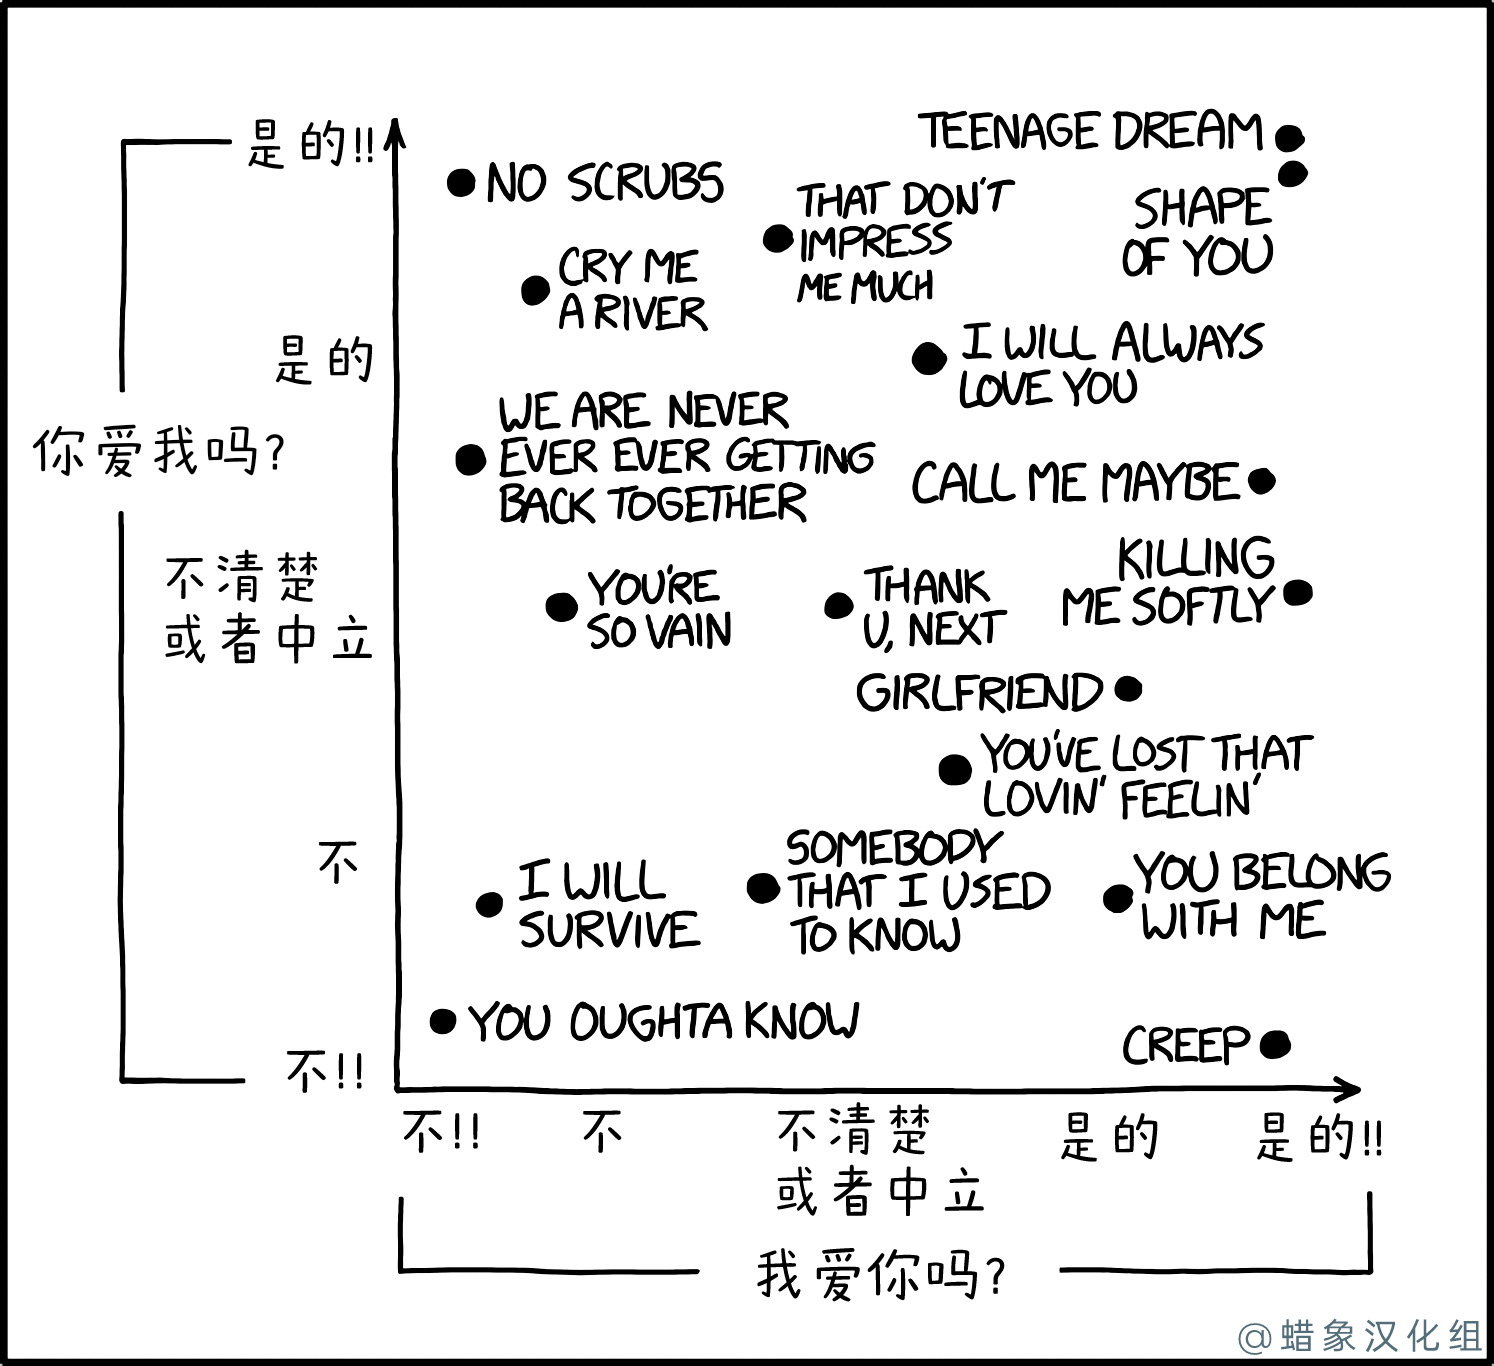 是的!!
TEENAGE DREAM
NO SCRUBS
THAT DON'T
IMPRESS
ME MUCH
SHAPE
OF YOU
CRY ME
A RIVER
是的
I WILL ALWAYS
LOVE YOU
WE ARE NEVER
EVER EVER GETTING
BACK TOGETHER
你爱我吗?
CALL ME MAYBE
不清楚
或者中立
YOU'RE
SO VAIN
THANK
U, NEXT
KILLING
ME SOFTLY
GIRLFRIEND
YOU'VE LOST THAT
LOVIN' FEELIN'
不
I WILL
SURVIVE
SOMEBODY
THAT I USED
TO KNOW
YOU BELONG
WITH ME
YOU OUGHTA KNOW
CREEP
不!!
不!!
不
不清楚
或者中立
是的
是的!!
我爱你吗?
@蜡象汉化组